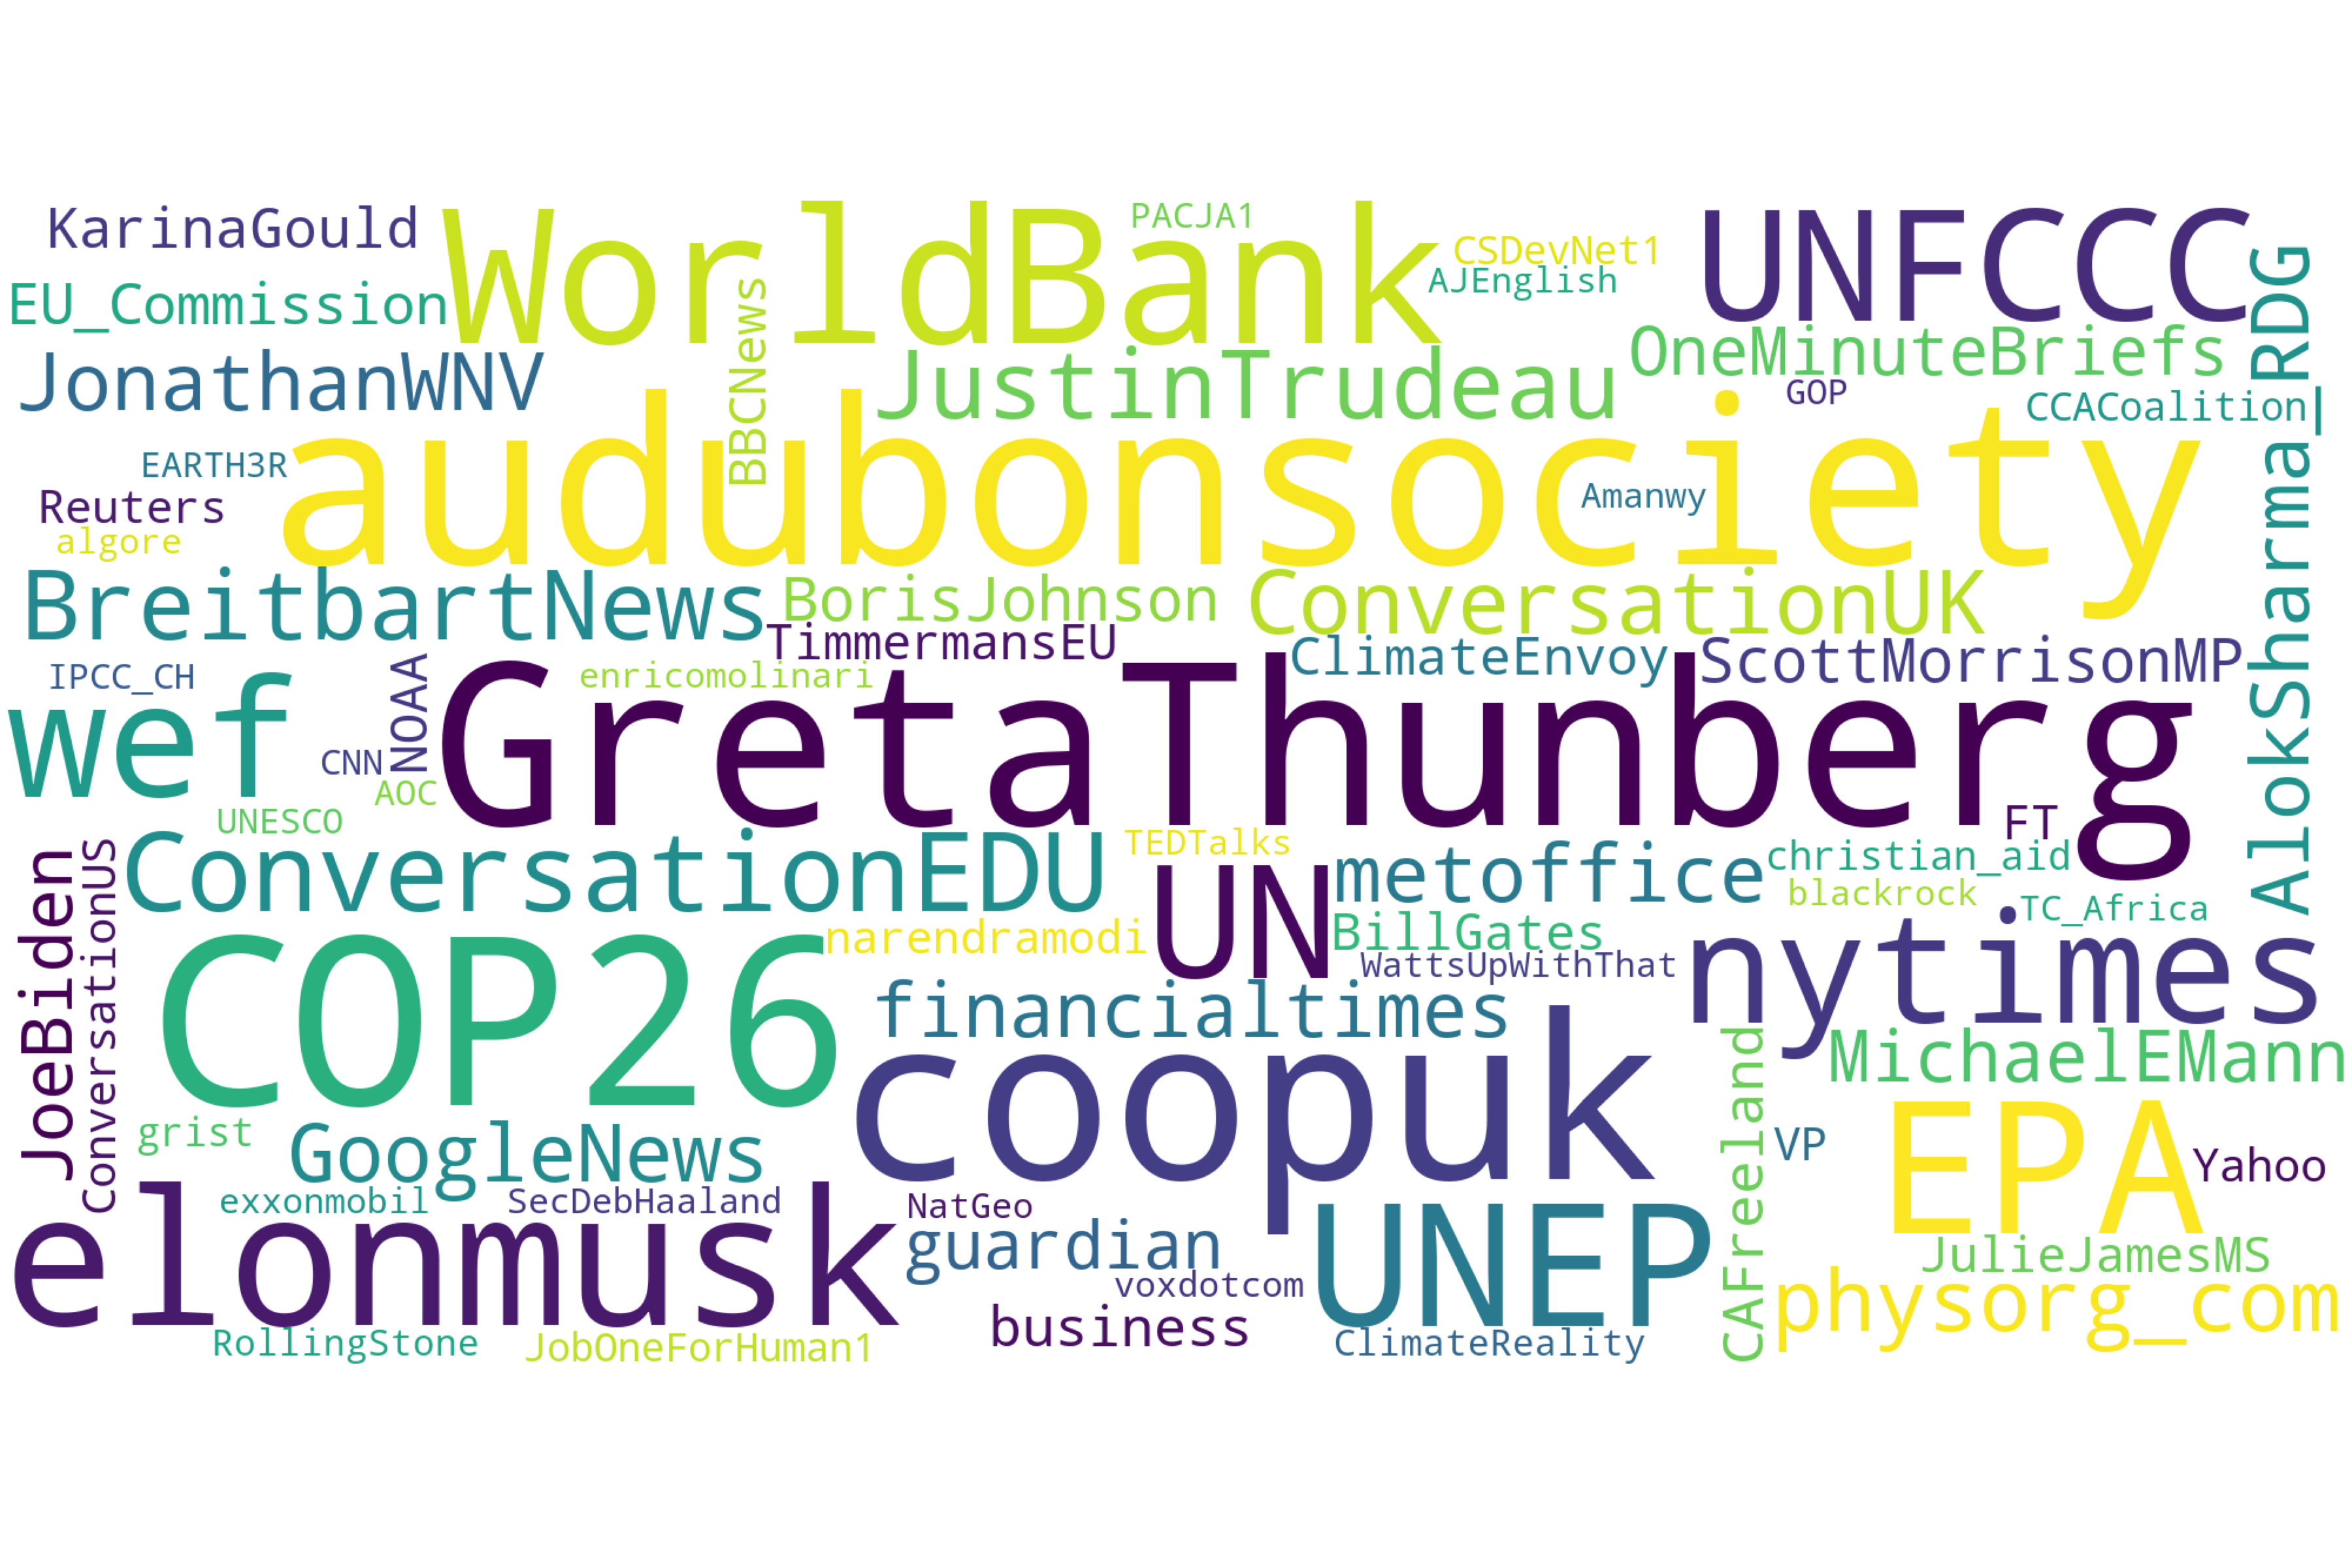 KarinaGould
WorldBank
PACJA1
CSDevNet1
AJEnglish
UNFCCC
EU_Commission
BBCNews
JonathanWNV
JustinTrudeau
OneMinuteBriefs
GOP
CCACoalition
AlokSharma_RDG
audubonsociety
EARTH3R
Reuters
algore
Amanwy
BreitbartNews
BorisJohnson
ConversationUK
TimmermansEU
ClimateEnvoy
ScottMorrisonMP
IPCC_CH
NOAA
enricomolinari
wef
GretaThunberg
CNN
AOC
UNESCO
FT
JoeBiden
ConversationUS
ConversationEDU
TEDTalks
UN
metoffice
christian_aid
blackrock
TC_Africa
COP26
narendramodi
BillGates
WattsUpWithThat
nytimes
financialtimes
coopuk
CAFreeland
MichaelEMann
grist
GoogleNews
VP
EPA
Yahoo
exxonmobil
SecDebHaaland
NatGeo
elonmusk
guardian
UNEP
voxdotcom
business
JulieJamesMS
physorg_com
RollingStone
JobOneForHuman1
ClimateReality